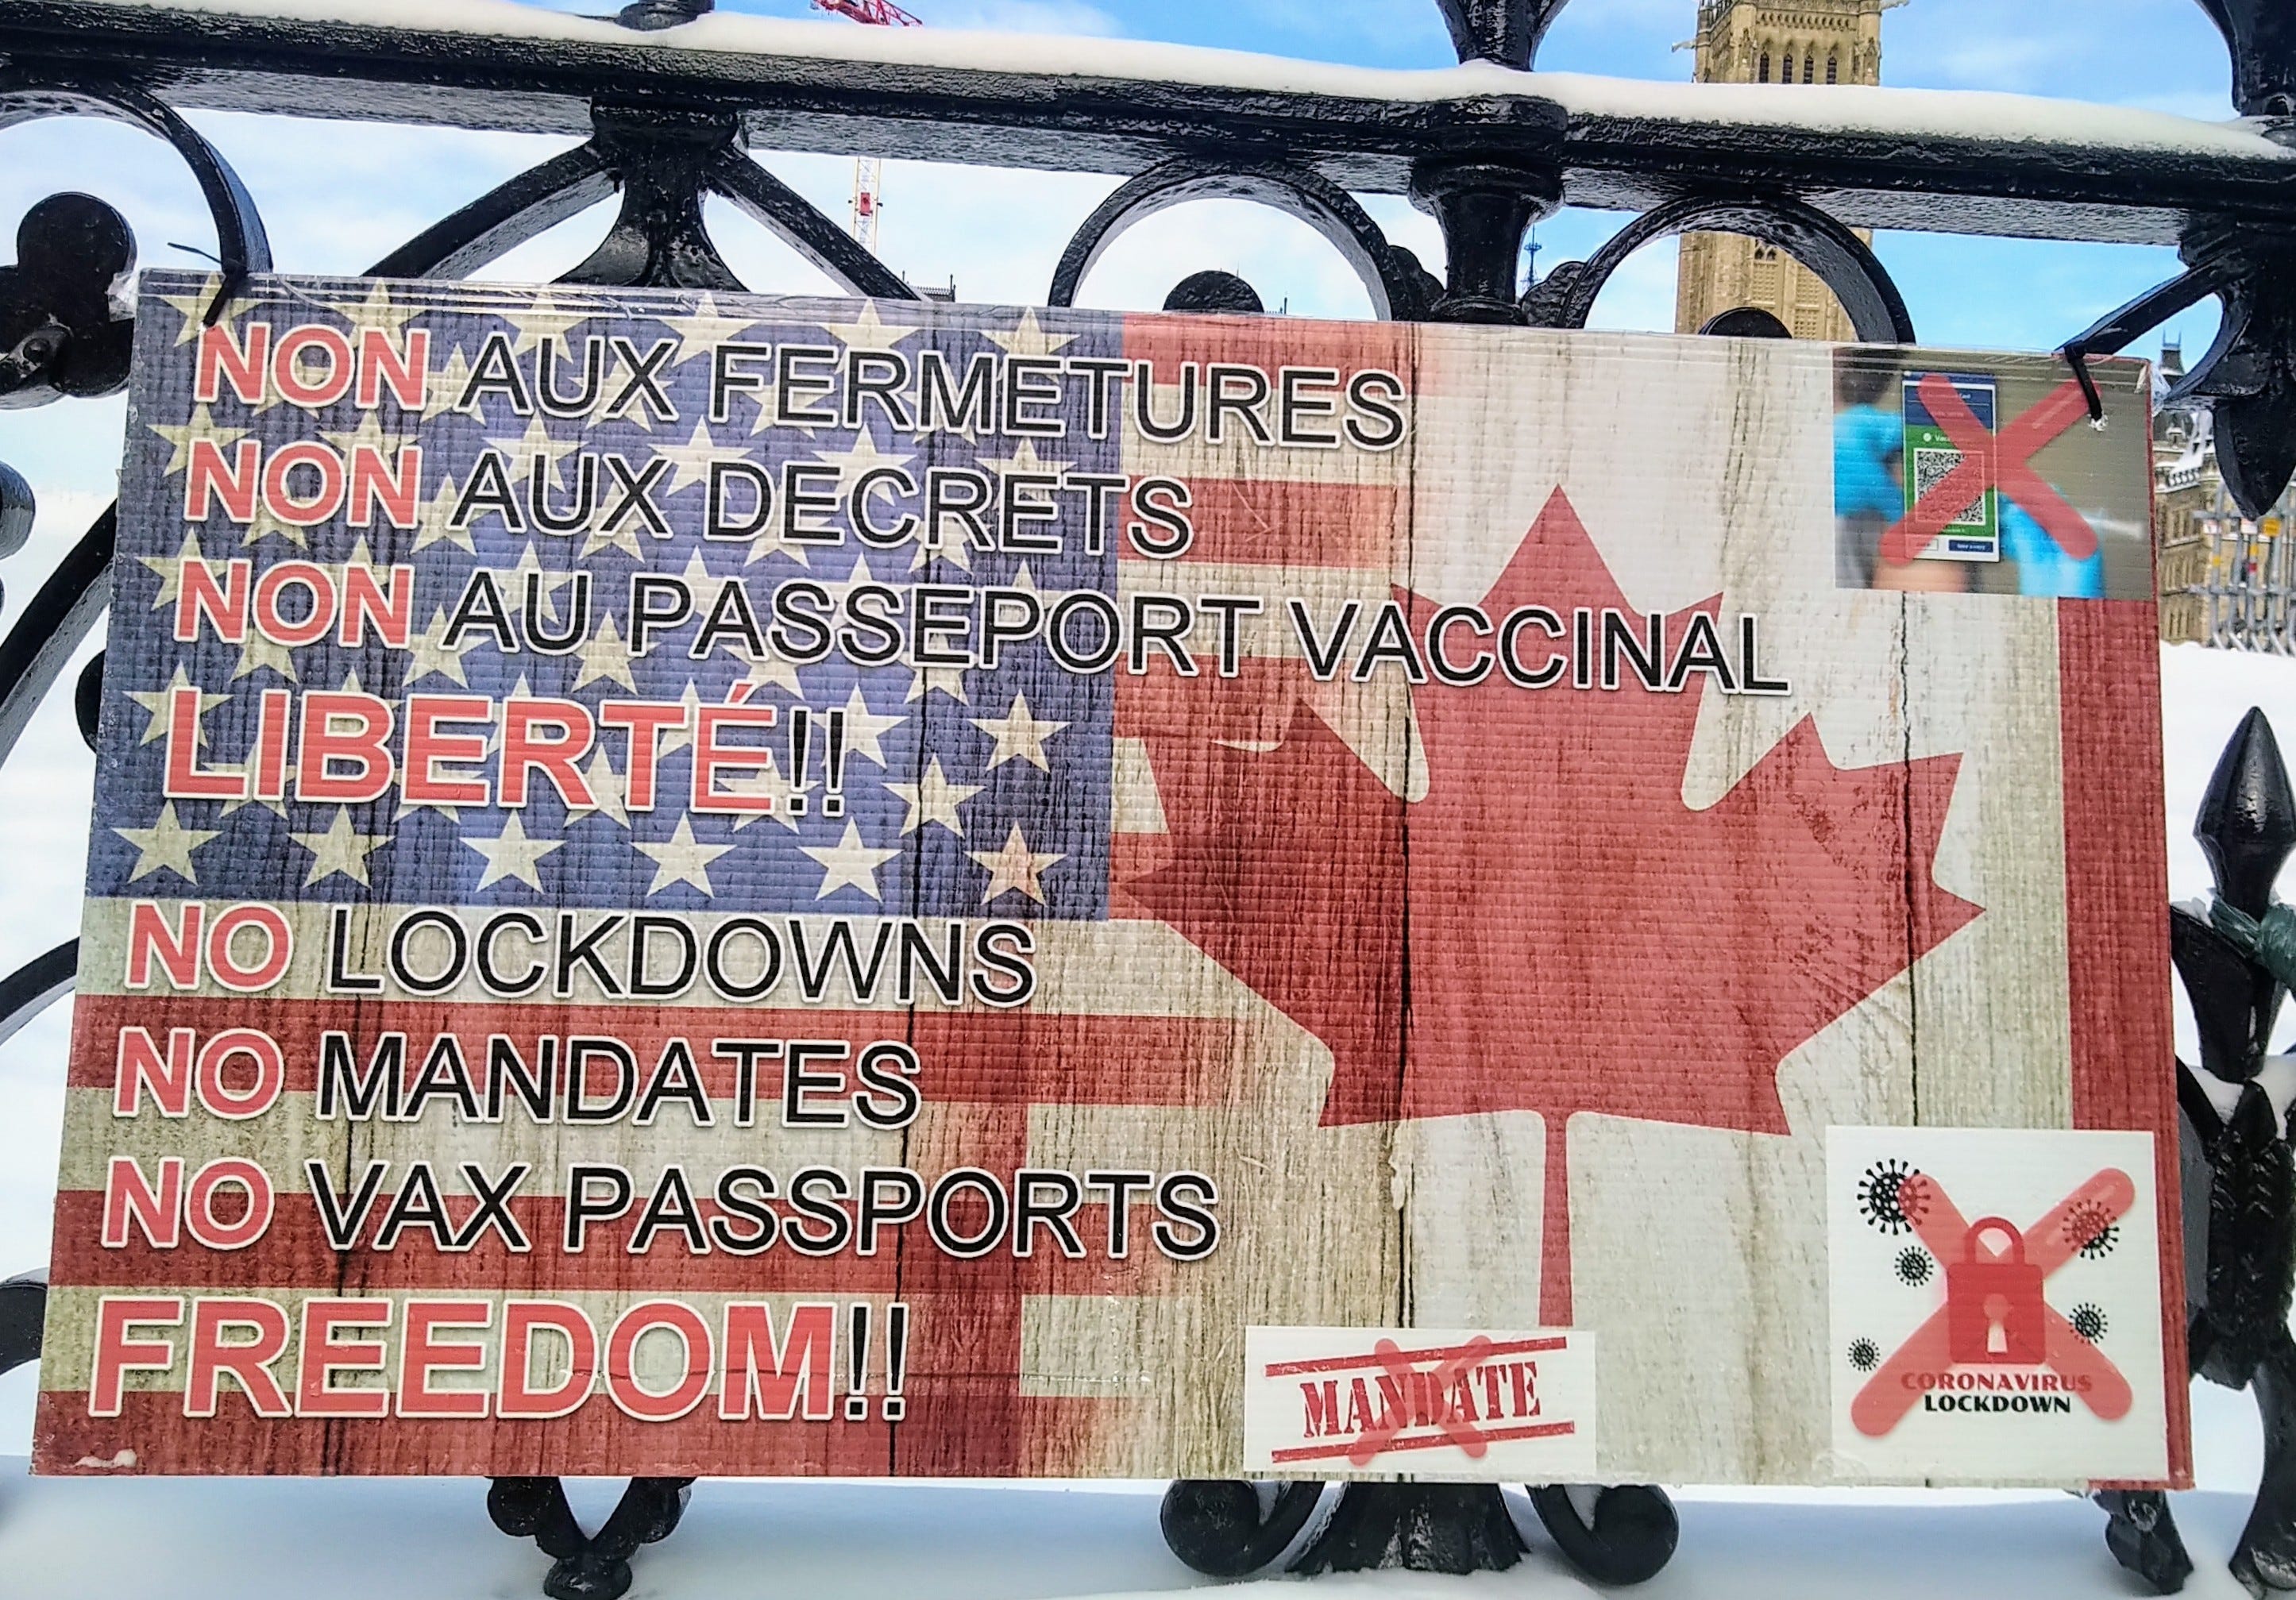 NON AUX FERMETURES
NON AUX DECRETS
NON AU PASSEPORT VACCINAL
LIBERTÉ!!
NO LOCKDOWNS
NO MANDATES
NO VAX PASSPORTS
FREEDOM!!
MANDATE
CORONAVIRUS
LOCKDOWN